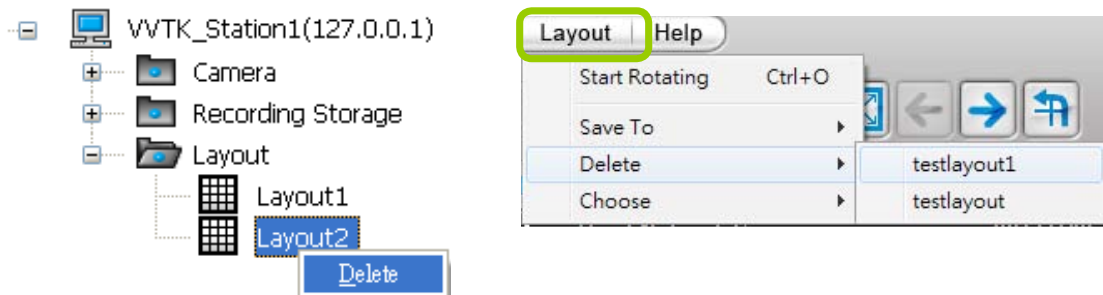 VVTK_Station1(127.0.0.1)
Camera
Recording Storage
Layout
Layout1
Layout2
Delete
Layout Help
Start Rotating Ctrl+O
Save To
Delete
testlayout1
Choose
testlayout